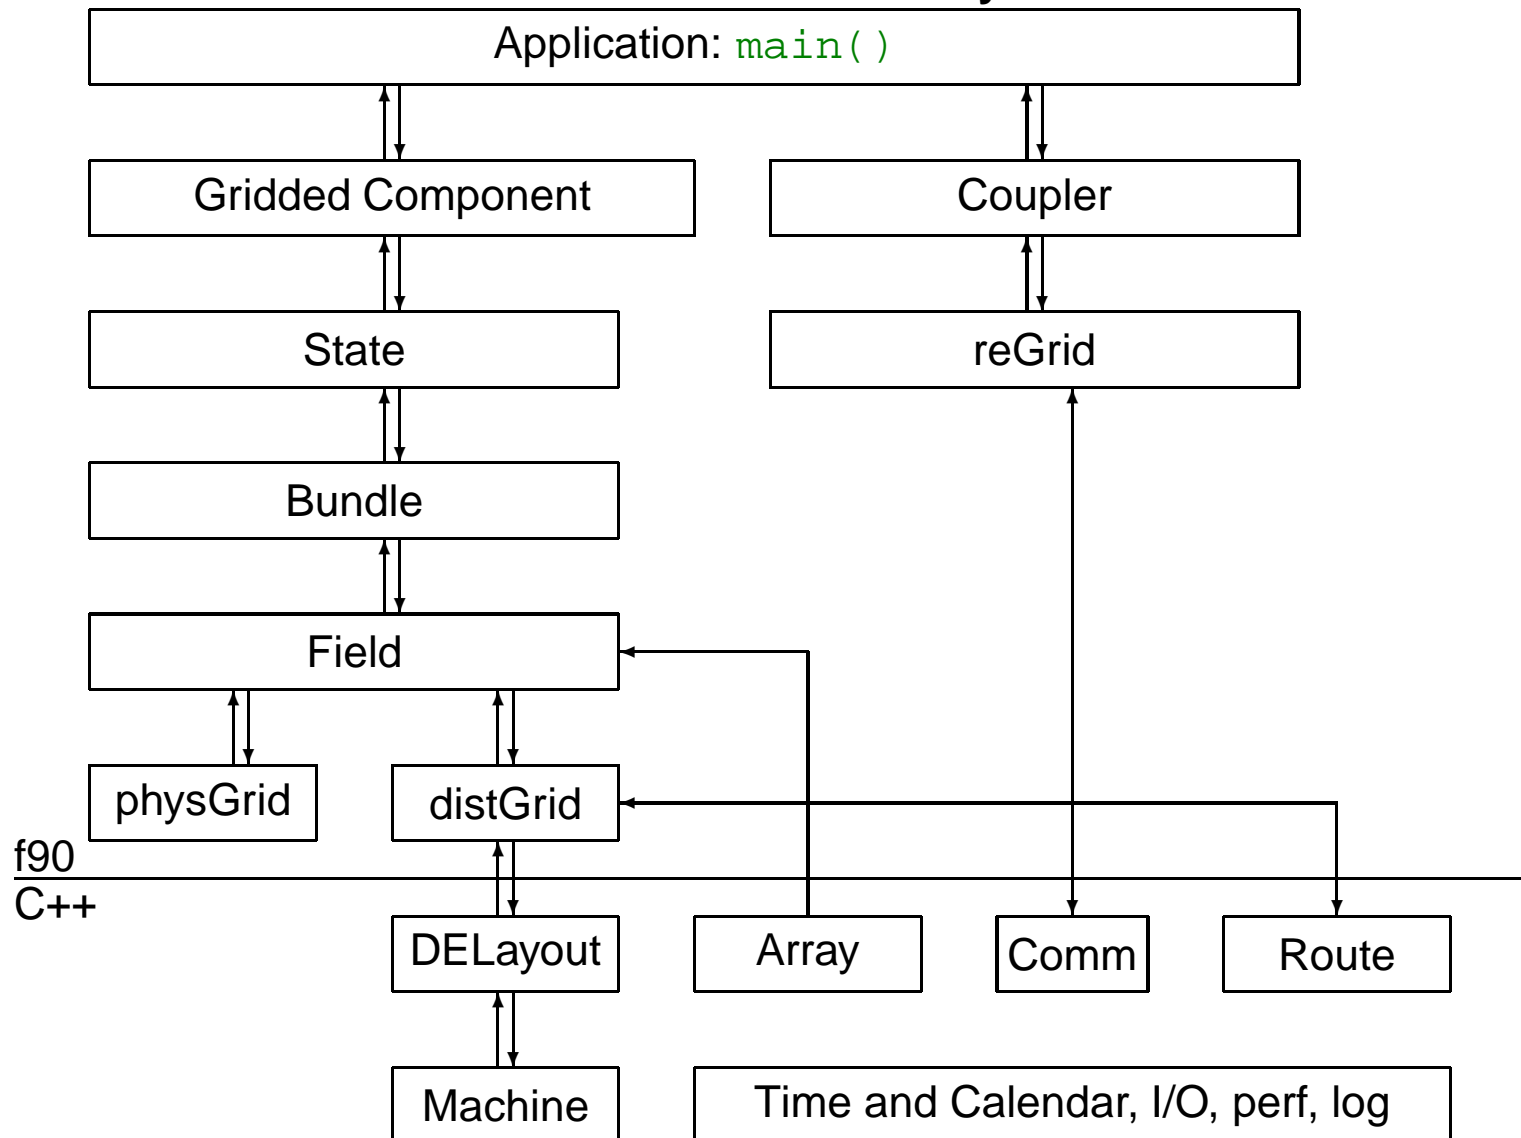 Application: main()
Gridded Component
Coupler
State
reGrid
Bundle
Field
physGrid
distGrid
f90
C++
DELayout
Array
Comm
Route
Machine
Time and Calendar, I/O, perf, log